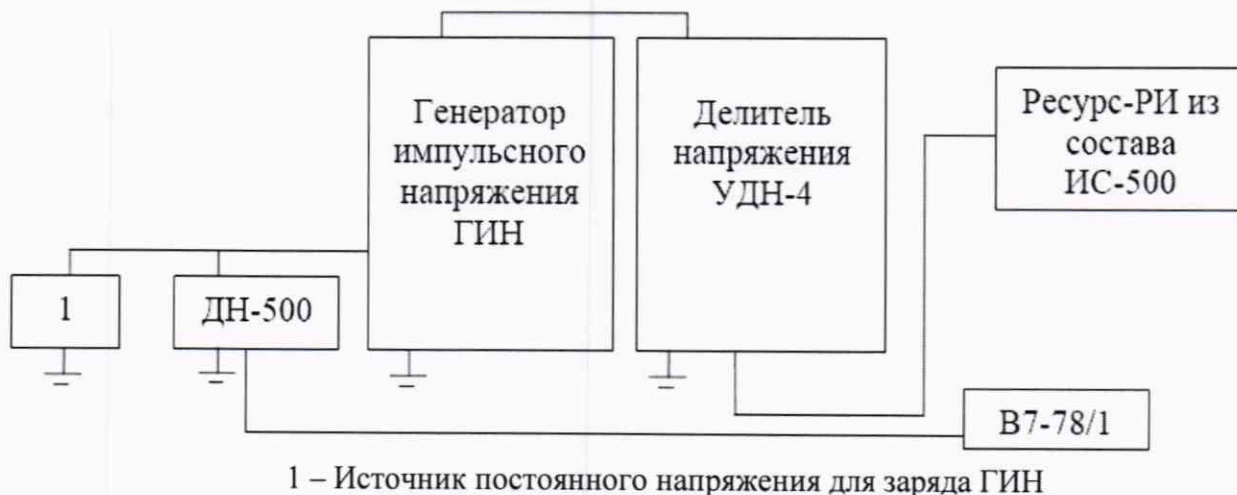 Генератор
импульсного
напряжения
ГИН
Делитель
напряжения
УДН-4
Ресурс-РИ из
состава
ИС-500
1
ДН-500
В7-78/1
1 – Источник постоянного напряжения для заряда ГИН